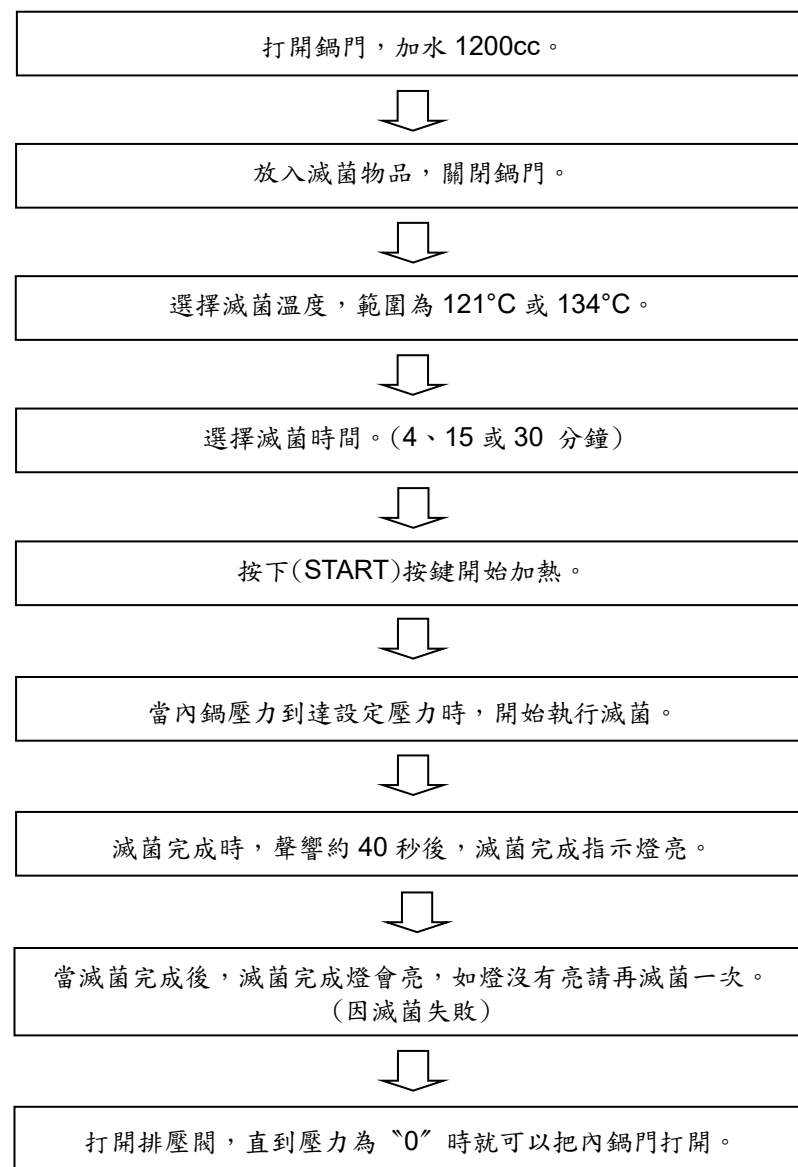 打開鍋門，加水 1200cc。
放入滅菌物品，關閉鍋門。
選擇滅菌溫度，範圍為 121°C 或 134°C。
選擇滅菌時間。(4、15 或 30 分鐘)
按下(START)按鍵開始加熱。
當內鍋壓力到達設定壓力時，開始執行滅菌。
滅菌完成時，聲響約 40 秒後，滅菌完成指示燈亮。
當滅菌完成後，滅菌完成燈會亮，如燈沒有亮請再滅菌一次。
(因滅菌失敗)
打開排壓閥，直到壓力為〝0〞時就可以把內鍋門打開。